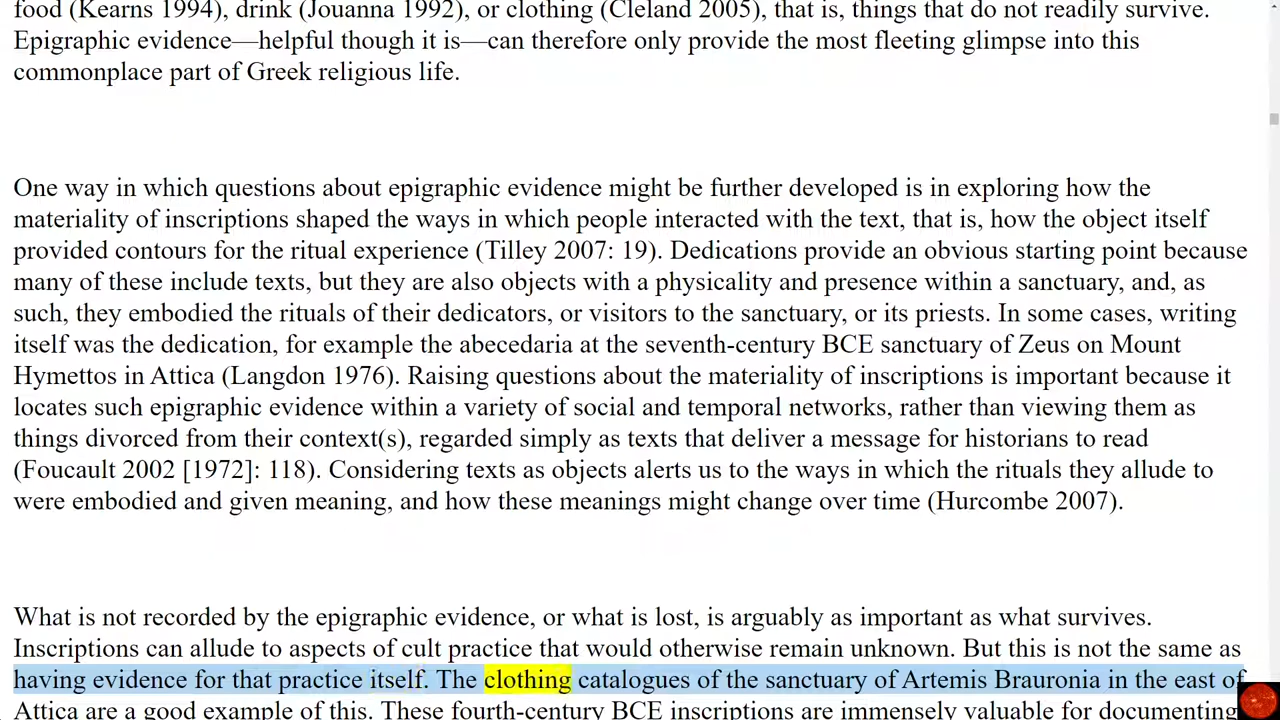 food (Kearns 1994), drink (Jouanna 1992), or clothing (Cleland 2005), that is, things that do not readily survive.
Epigraphic evidence—helpful though it is—can therefore only provide the most fleeting glimpse into this
commonplace part of Greek religious life.
One way in which questions about epigraphic evidence might be further developed is in exploring how the
materiality of inscriptions shaped the ways in which people interacted with the text, that is, how the object itself
provided contours for the ritual experience (Tilley 2007: 19). Dedications provide an obvious starting point because
many of these include texts, but they are also objects with a physicality and presence within a sanctuary, and, as
such, they embodied the rituals of their dedicators, or visitors to the sanctuary, or its priests. In some cases, writing
itself was the dedication, for example the abecedaria at the seventh-century BCE sanctuary of Zeus on Mount
Hymettos in Attica (Langdon 1976). Raising questions about the materiality of inscriptions is important because it
locates such epigraphic evidence within a variety of social and temporal networks, rather than viewing them as
things divorced from their context(s), regarded simply as texts that deliver a message for historians to read
(Foucault 2002 [1972]: 118). Considering texts as objects alerts us to the ways in which the rituals they allude to
were embodied and given meaning, and how these meanings might change over time (Hurcombe 2007).
What is not recorded by the epigraphic evidence, or what is lost, is arguably as important as what survives.
Inscriptions can allude to aspects of cult practice that would otherwise remain unknown. But this is not the same as
having evidence for that practice itself. The clothing catalogues of the sanctuary of Artemis Brauronia in the east of
Attica are a good example of this. These fourth-century BCE inscriptions are immensely valuable for documenting